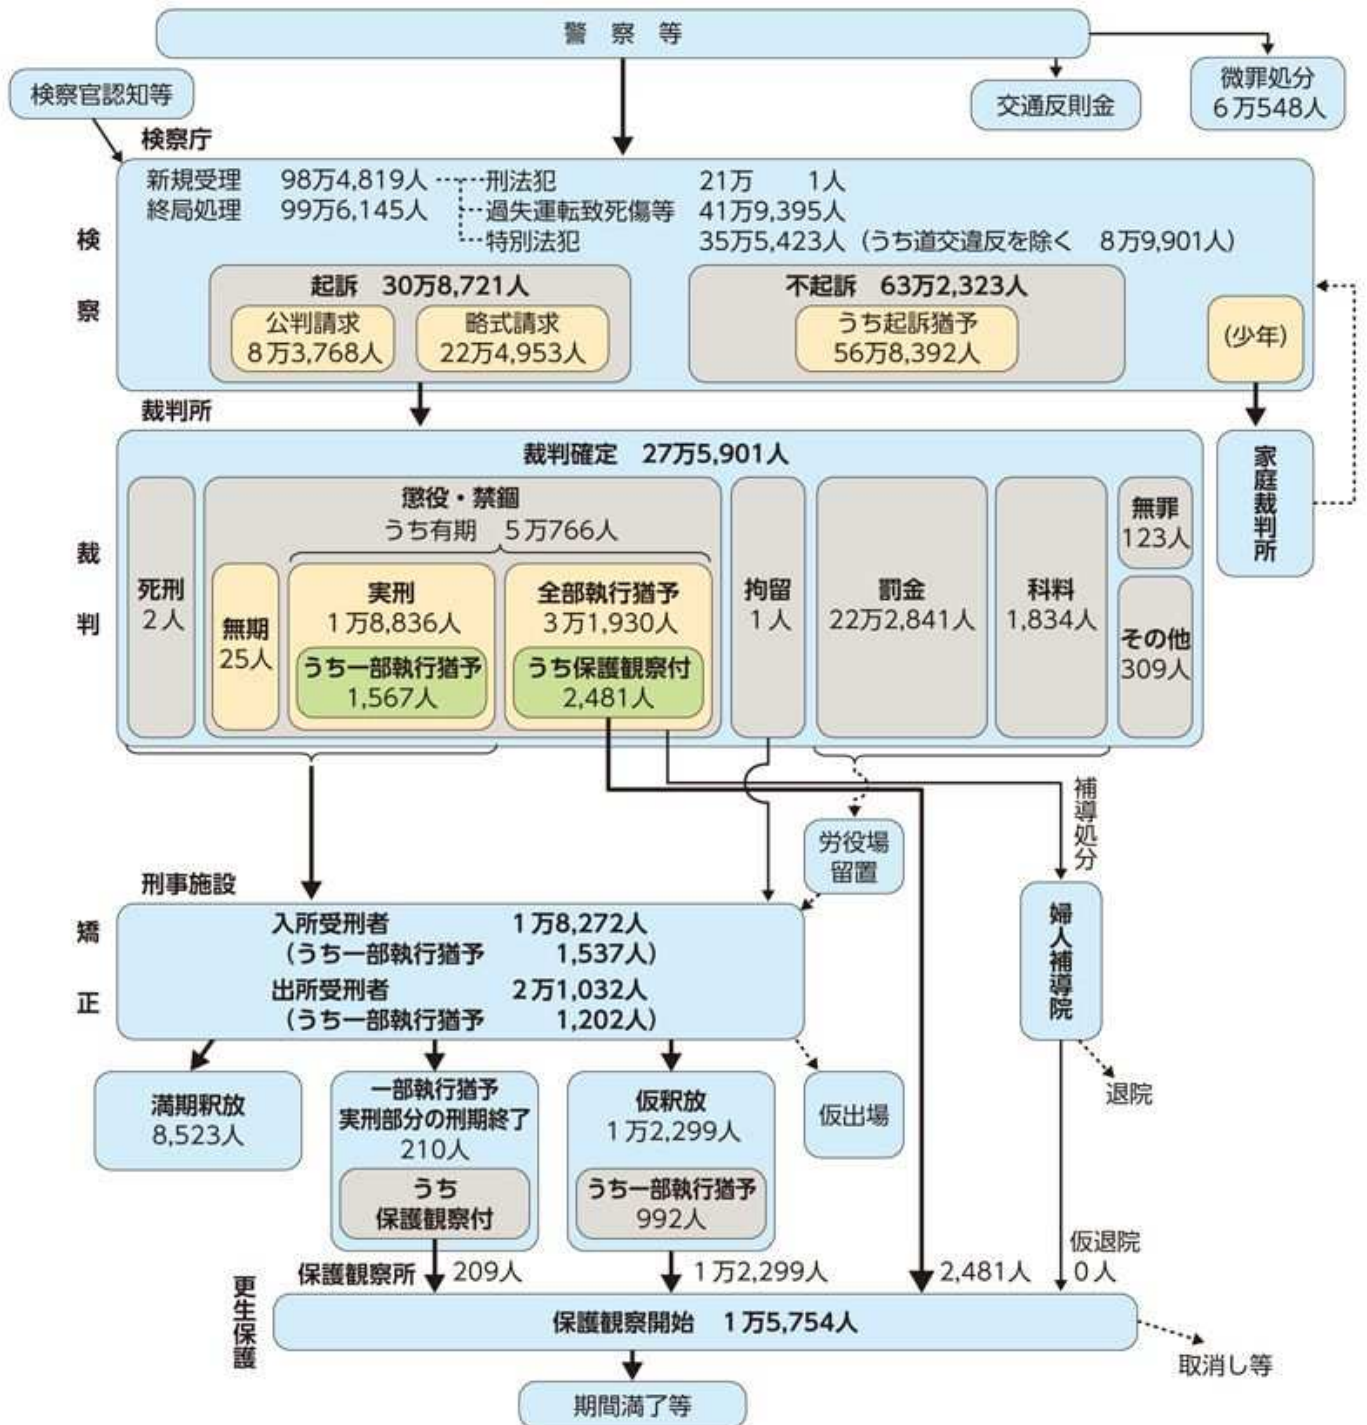 警 察 等
検察官認知等
交通反則金
微罪処分
6万548人
検察庁
新規受理 98万4,819人 刑法犯 21万 1人
終局処理 99万6,145人 過失運転致死傷等 41万9,395人
特別法犯 35万5,423人（うち道交違反を除く 8万9,901人）
検
察
起訴 30万8,721人
公判請求
8万3,768人
略式請求
22万4,953人
不起訴 63万2,323人
うち起訴猶予
56万8,392人
（少年）
裁判所
裁判確定 27万5,901人
裁
判
死刑
2人
懲役・禁錮
うち有期 5万766人
無期
25人
実刑
1万8,836人
うち一部執行猶予
1,567人
全部執行猶予
3万1,930人
うち保護観察付
2,481人
拘留
1人
罰金
22万2,841人
科料
1,834人
無罪
123人
その他
309人
家庭裁判所
補導処分
労役場
留置
刑事施設
矯
正
入所受刑者 1万8,272人
（うち一部執行猶予 1,537人）
出所受刑者 2万1,032人
（うち一部執行猶予 1,202人）
婦人補導院
満期釈放
8,523人
一部執行猶予
実刑部分の刑期終了
210人
うち
保護観察付
仮釈放
1万2,299人
うち一部執行猶予
992人
仮出場
退院
仮退院
保護観察所 209人 1万2,299人 2,481人 0人
更生保護
保護観察開始 1万5,754人
取消し等
期間満了等